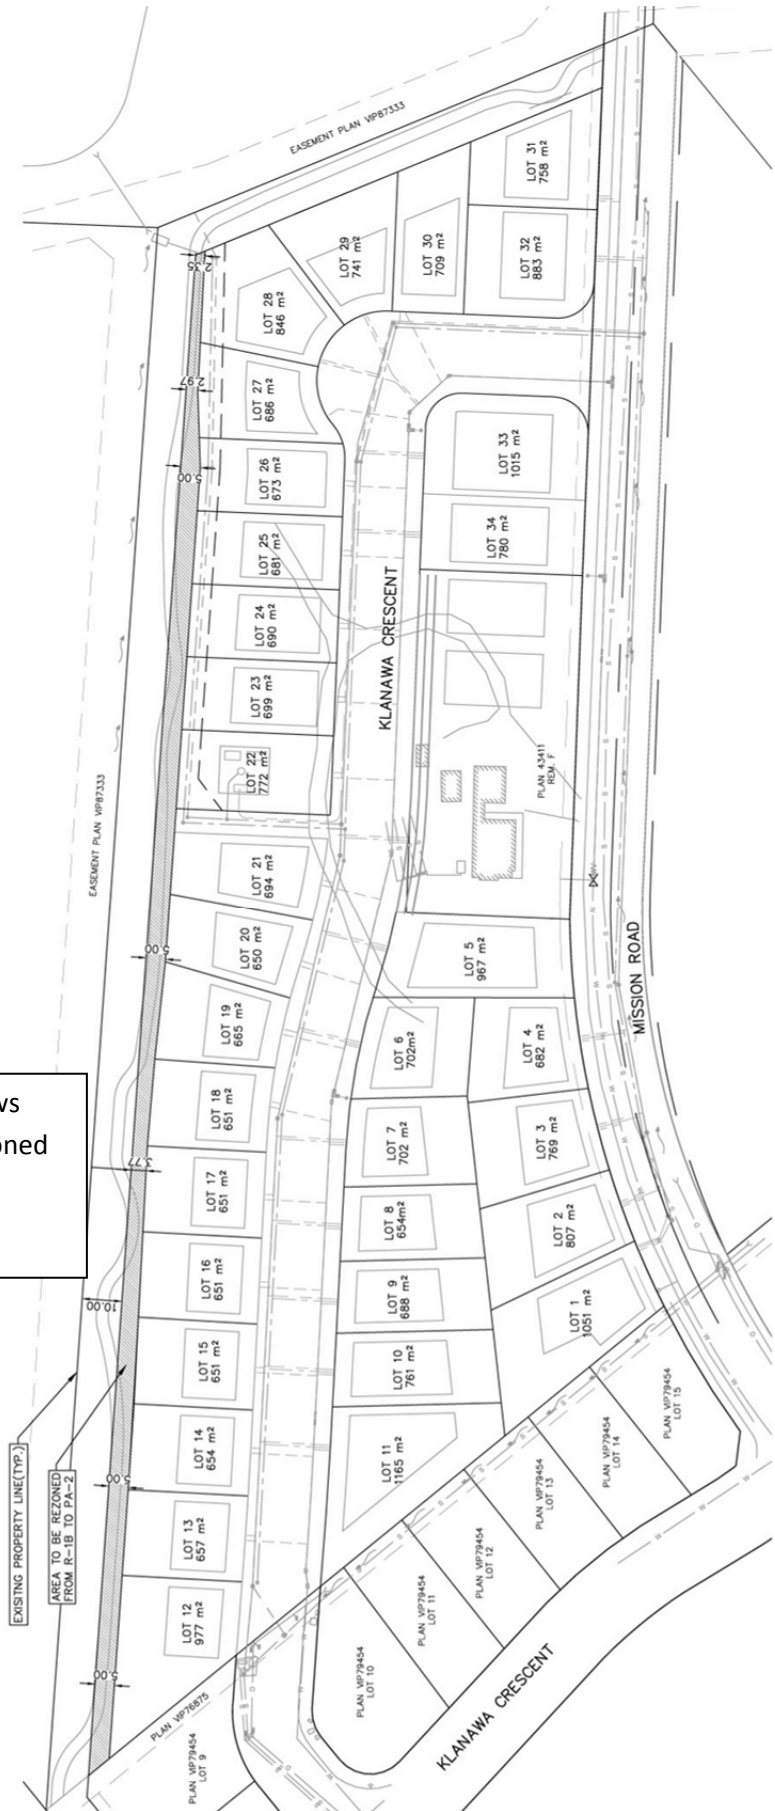 EASEMENT PLAN VIP87333
LOT 31
758 m²
LOT 32
883 m²
LOT 30
709 m²
LOT 29
741 m²
2.35
LOT 28
846 m²
2.97
LOT 27
686 m²
5.00
LOT 26
673 m²
LOT 33
1015 m²
LOT 25
681 m²
LOT 34
780 m²
LOT 24
690 m²
KLANAWA CRESCENT
LOT 23
699 m²
LOT 22
772 m²
PLAN 43411
REM. F
EASEMENT PLAN VIP87333
LOT 21
694 m²
LOT 20
650 m²
5.00
LOT 5
967 m²
MISSION ROAD
LOT 19
665 m²
LOT 6
702m²
LOT 4
682 m²
ws
oned
LOT 18
651 m²
LOT 7
702 m²
LOT 3
769 m²
3.77
LOT 17
651 m²
LOT 8
654m²
LOT 2
807 m²
LOT 16
651 m²
LOT 9
688 m²
10.00
LOT 1
1051 m²
LOT 15
651 m²
LOT 10
761 m²
EXISITNG PROPERTY LINE(TYP.)
AREA TO BE REZONED
FROM R-1B TO PA-2
LOT 14
654 m²
LOT 11
1165 m²
5.00
LOT 13
657 m²
LOT 12
977 m²
5.00
PLAN VIP79454
LOT 15
PLAN VIP79454
LOT 14
PLAN VIP79454
LOT 13
PLAN VIP79454
LOT 12
PLAN VIP79454
LOT 11
PLAN VIP79454
LOT 10
PLAN VIP76875
PLAN VIP79454
LOT 9
KLANAWA CRESCENT